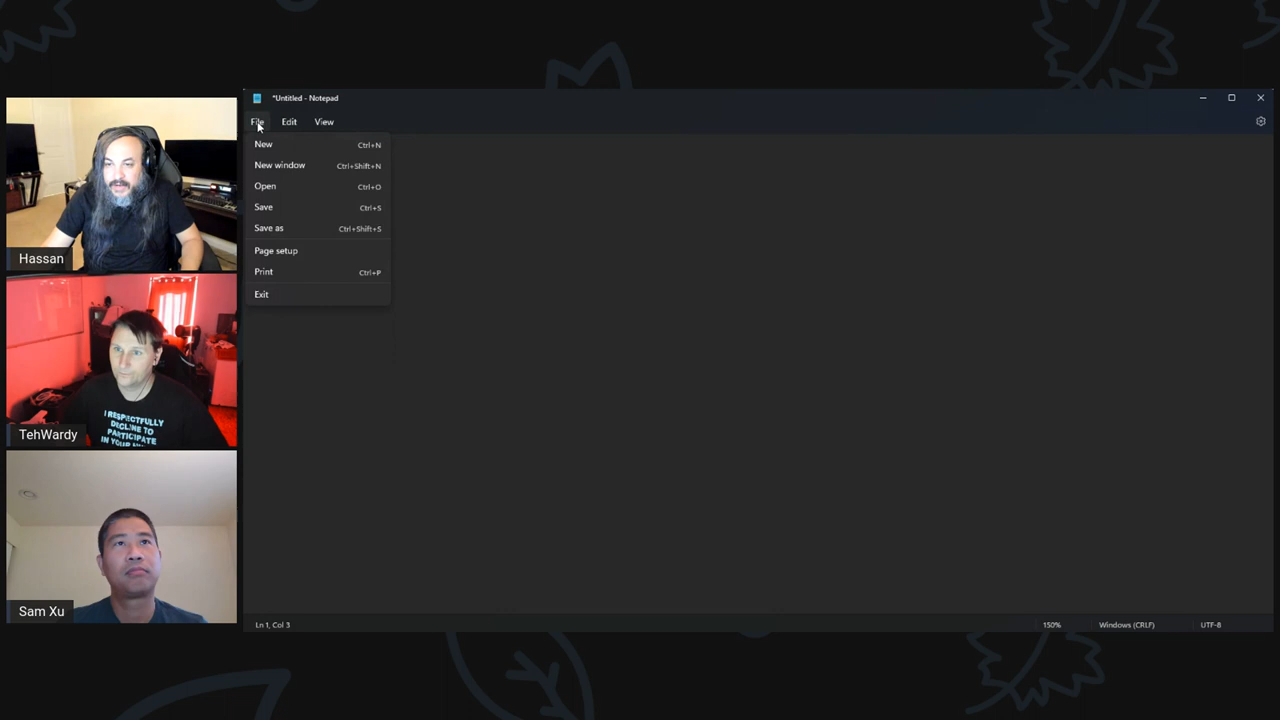 *Untitled - Notepad
File Edit View
New Ctrl+N
New window Ctrl+Shift+N
Open Ctrl+O
Save Ctrl+S
Save as Ctrl+Shift+S
Page setup
Print Ctrl+P
Exit
Ln 1, Col 3 150% Windows (CRLF) UTF-8
Hassan
I RESPECTFULLY
DECLINE TO
PARTICIPATE
IN YOUR
TehWardy
Sam Xu